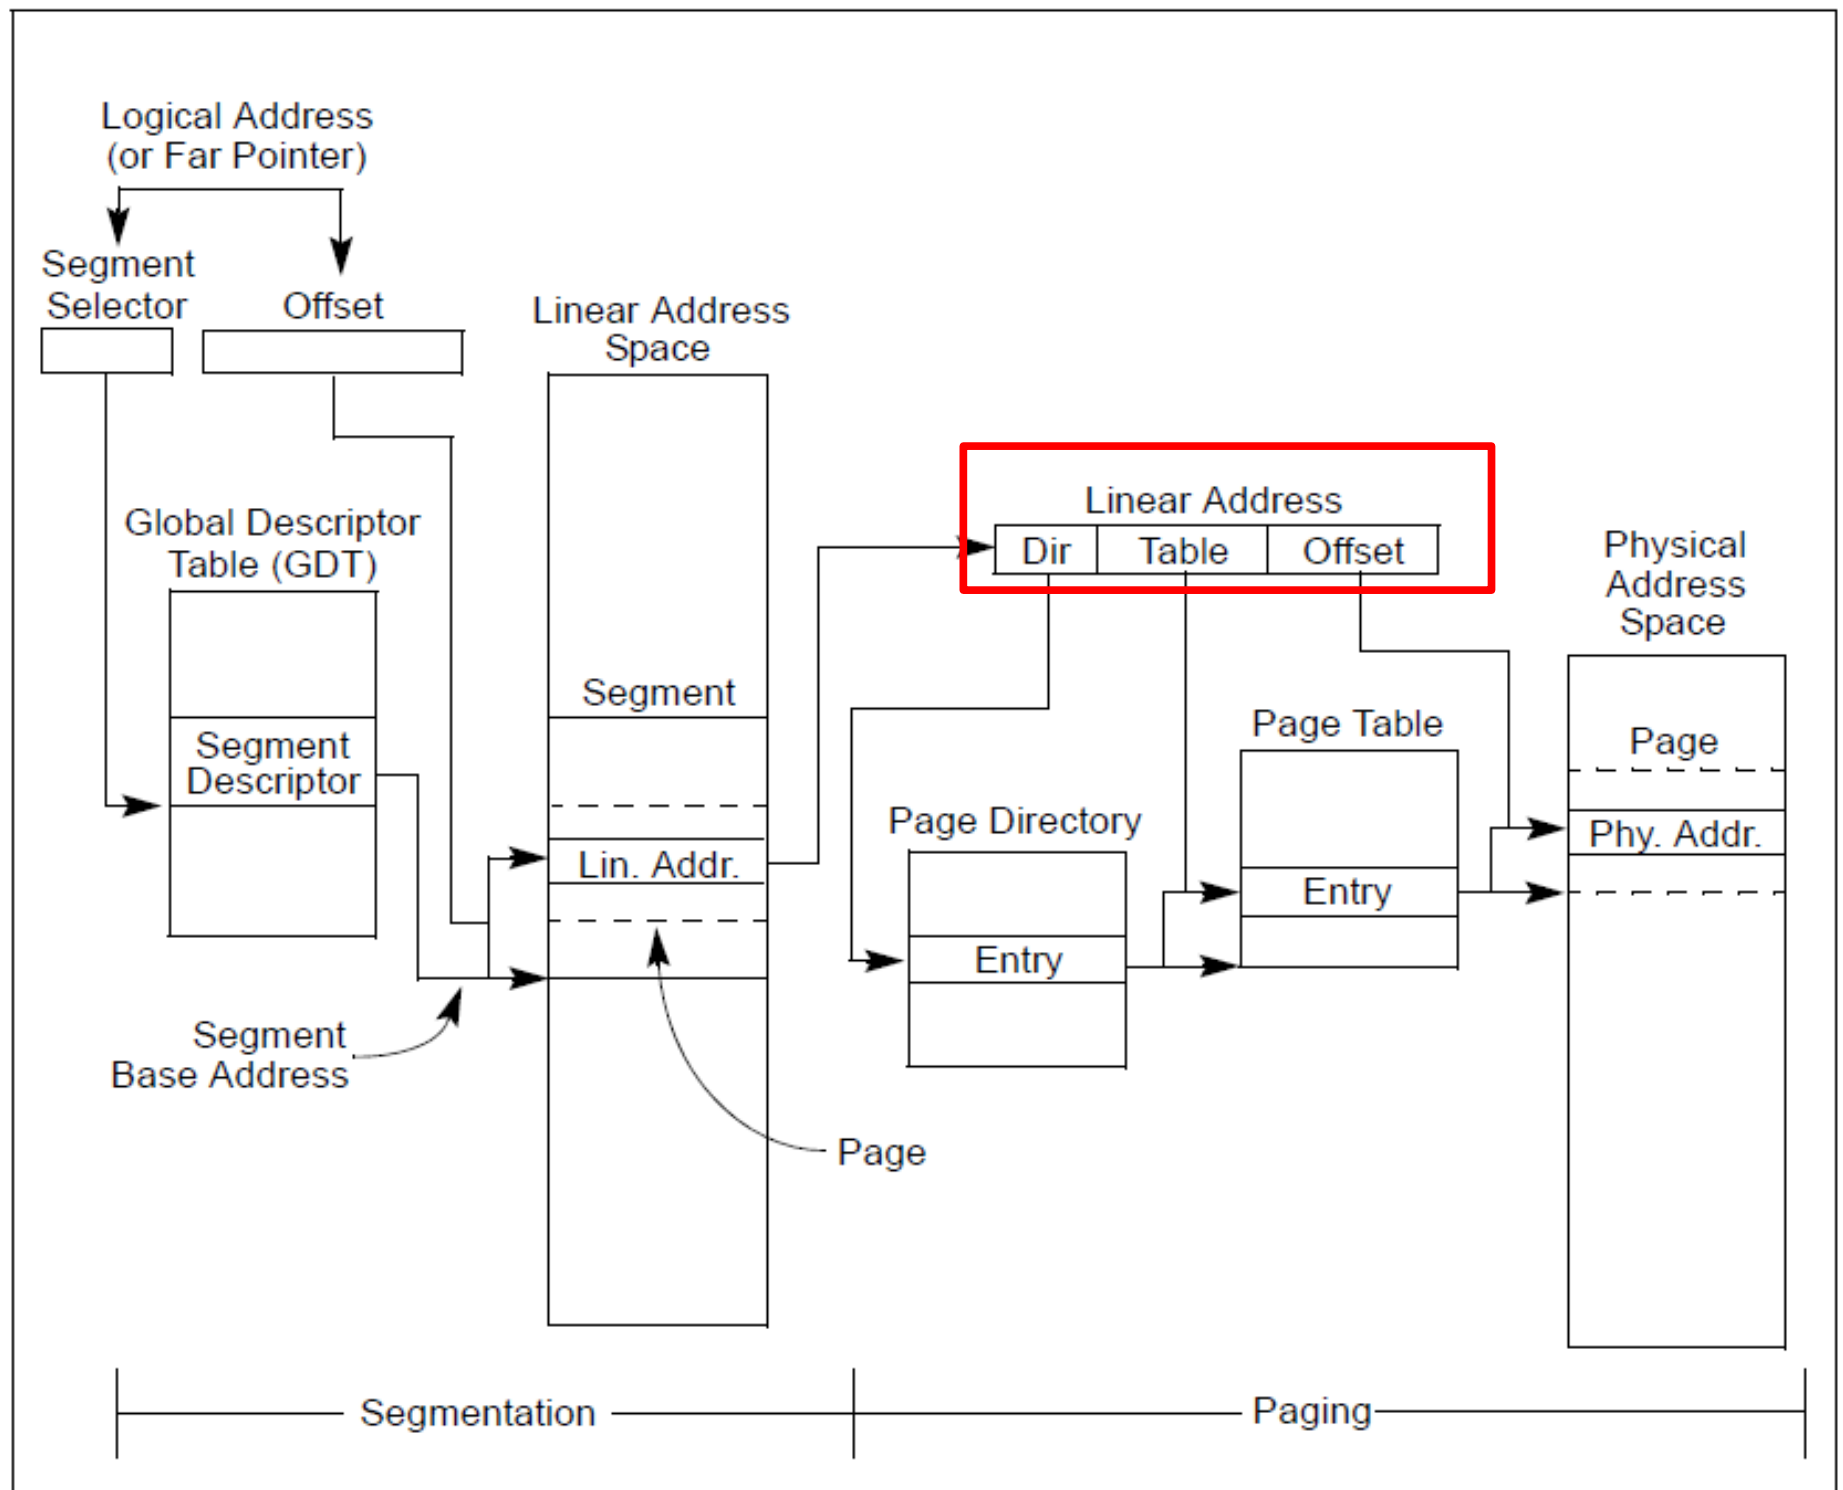 Logical Address
(or Far Pointer)
Segment
Selector
Offset
Linear Address
Space
Global Descriptor
Table (GDT)
Segment
Descriptor
Segment
Lin. Addr.
Segment
Base Address
Page
Linear Address
Dir
Table
Offset
Page Directory
Entry
Page Table
Entry
Physical
Address
Space
Page
Phy. Addr.
Segmentation
Paging